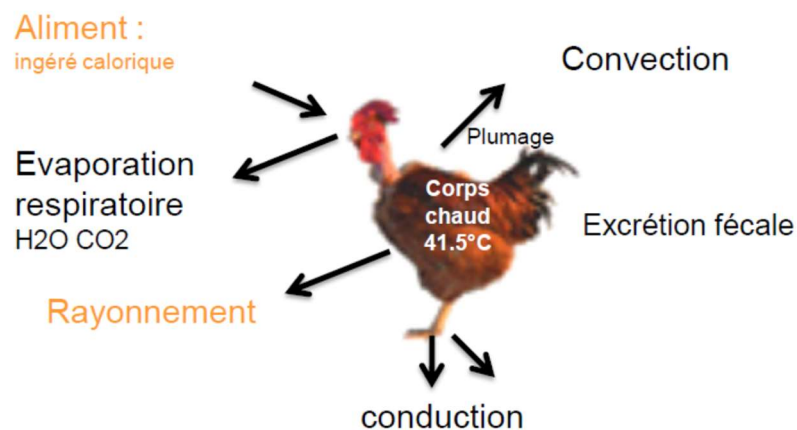 Aliment :
ingéré calorique
Convection
Plumage
Evaporation
respiratoire
H2O CO2
Corps
chaud
41.5°C
Excrétion fécale
Rayonnement
conduction